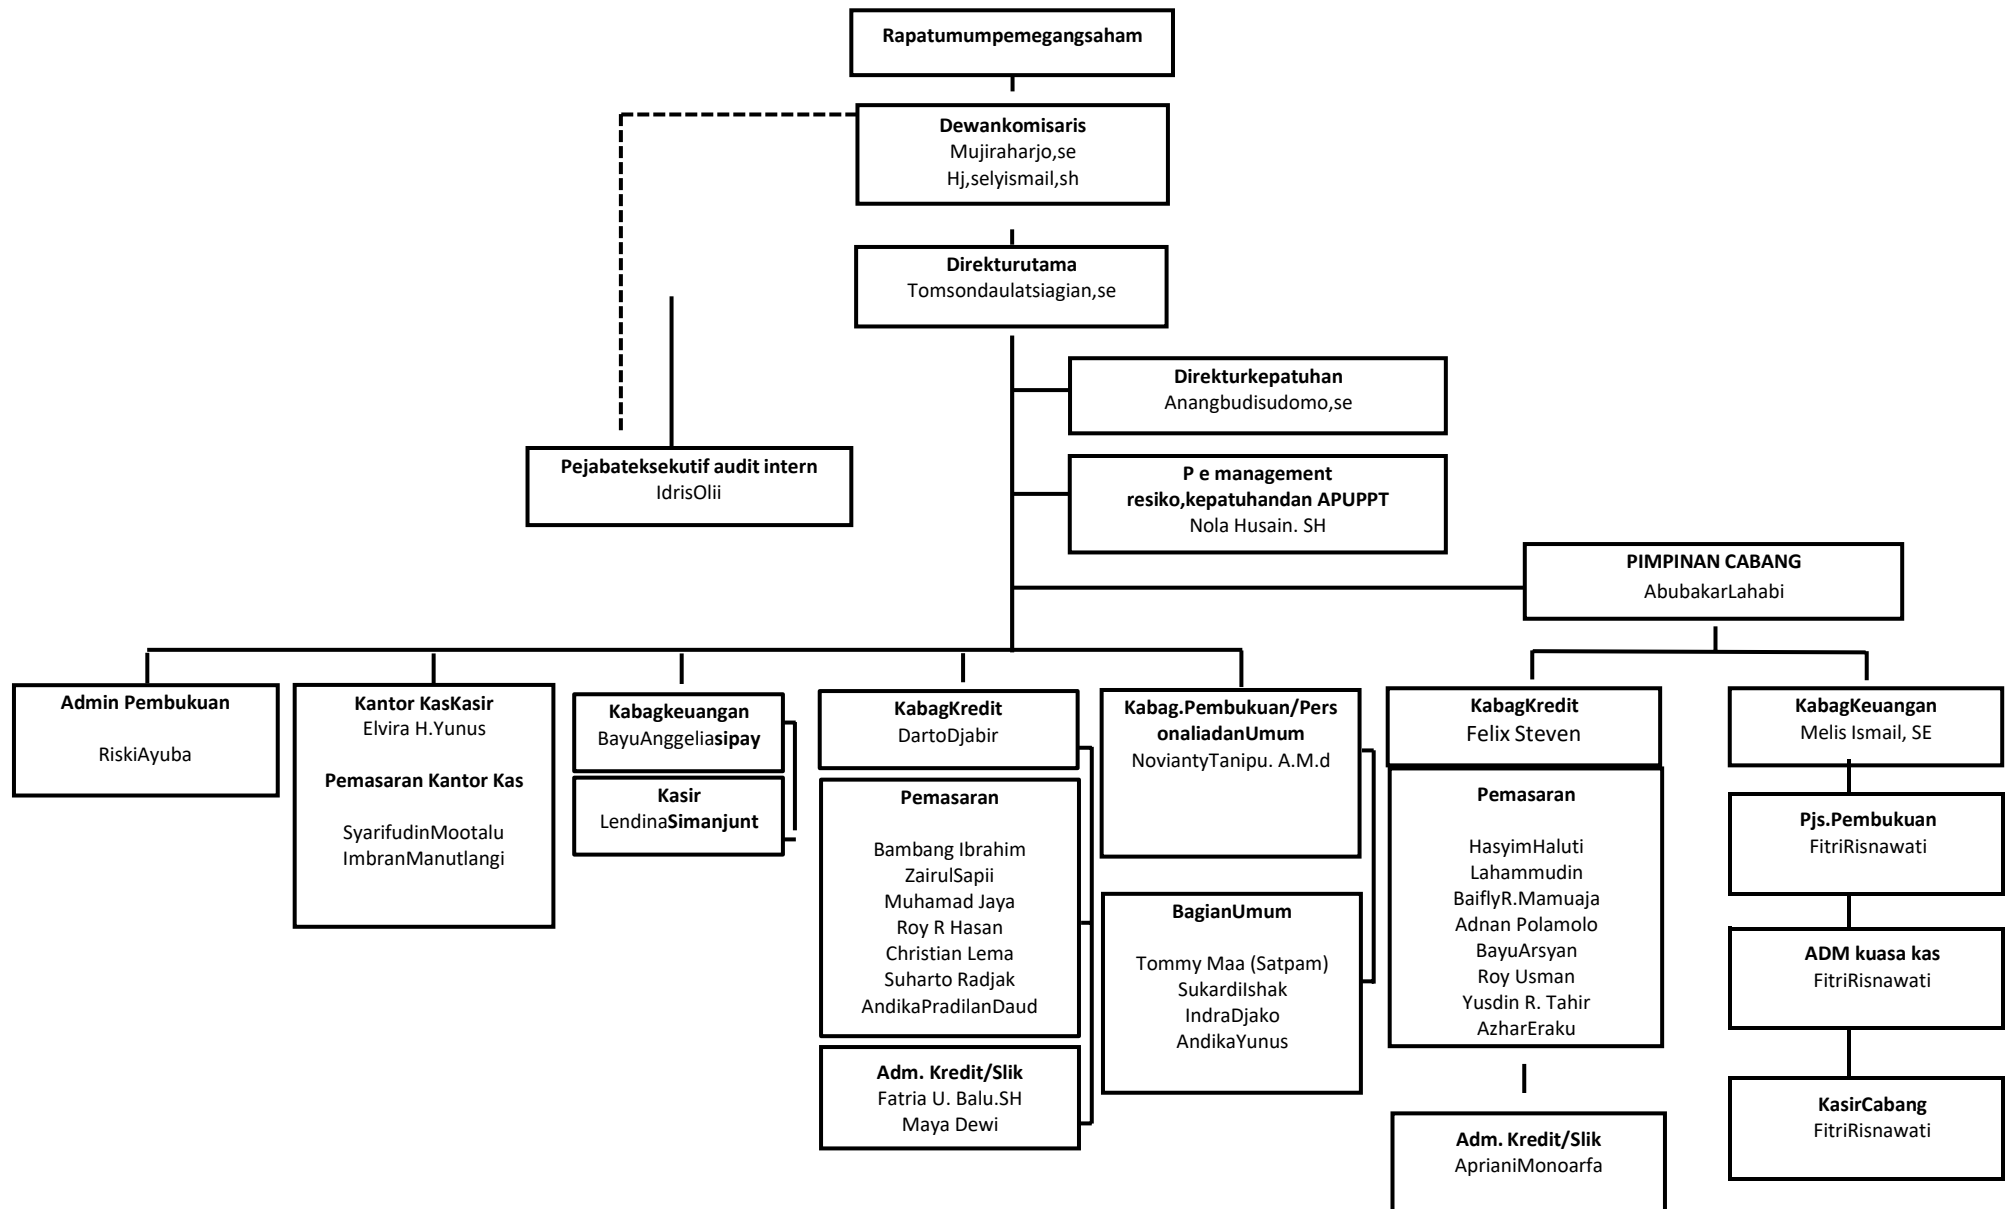 Rapatumumpemegangsaham
Dewankomisaris
Mujiraharjo,se
Hj,selyismail,sh
Direkturutama
Tomsondaulatsiagian,se
Direkturkepatuhan
Anangbudisudomo,se
Pejabateksekutif audit intern
IdrisOlii
P e management
resiko,kepatuhandan APUPPT
Nola Husain. SH
PIMPINAN CABANG
AbubakarLahabi
Admin Pembukuan
RiskiAyuba
Kantor KasKasir
Elvira H.Yunus
Pemasaran Kantor Kas
SyarifudinMootalu
ImbranManutlangi
Kabagkeuangan
BayuAnggeliasipay
Kasir
LendinaSimanjunt
KabagKredit
DartoDjabir
Pemasaran
Bambang Ibrahim
ZairulSapii
Muhamad Jaya
Roy R Hasan
Christian Lema
Suharto Radjak
AndikaPradilanDaud
Adm. Kredit/Slik
Fatria U. Balu.SH
Maya Dewi
Kabag.Pembukuan/Pers
onaliadanUmum
NoviantyTanipu. A.M.d
BagianUmum
Tommy Maa (Satpam)
SukardiIshak
IndraDjako
AndikaYunus
KabagKredit
Felix Steven
Pemasaran
HasyimHaluti
Lahammudin
BaiflyR.Mamuaja
Adnan Polamolo
BayuArsyan
Roy Usman
Yusdin R. Tahir
AzharEraku
Adm. Kredit/Slik
AprianiMonoarfa
KabagKeuangan
Melis Ismail, SE
Pjs.Pembukuan
FitriRisnawati
ADM kuasa kas
FitriRisnawati
KasirCabang
FitriRisnawati